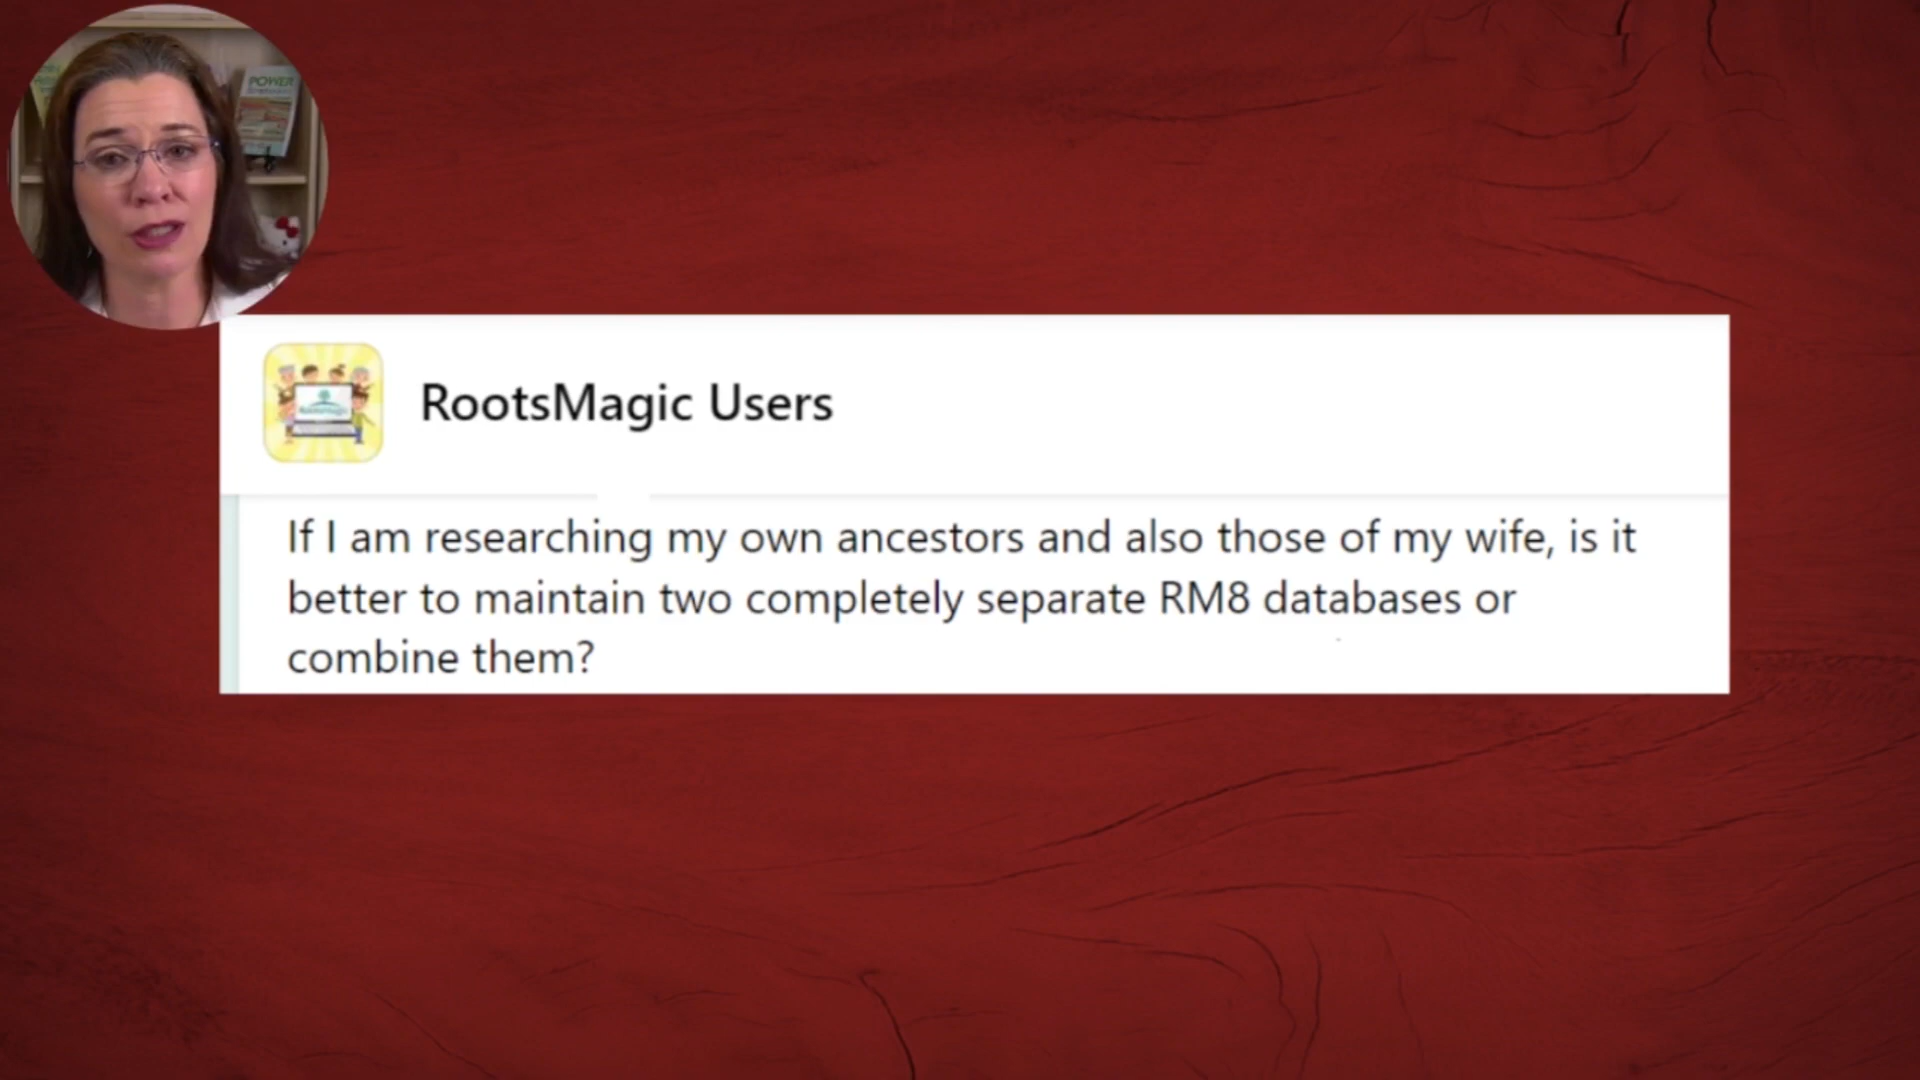 POWER
RootsMagic Users
If I am researching my own ancestors and also those of my wife, is it
better to maintain two completely separate RM8 databases or
combine them?